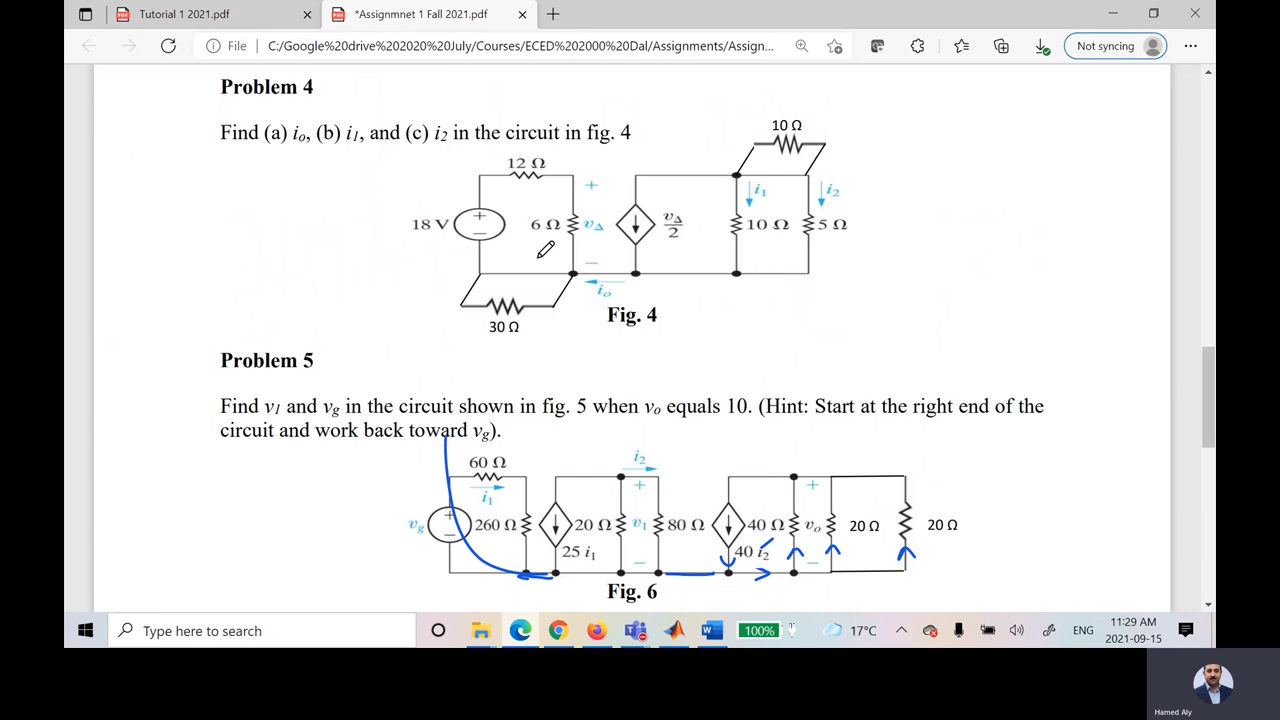 Tutorial 1 2021.pdf
*Assignmnet 1 Fall 2021.pdf
File
C:/Google%20drive%202020%20July/Courses/ECED%202000%20Dal/Assignments/Assign...
Not syncing
Problem 4
Find (a) io, (b) i1, and (c) i2 in the circuit in fig. 4
10 Ω
12 Ω
+
i1
i2
18 V
+
−
6 Ω
vΔ
vΔ/2
10 Ω
5 Ω
−
io
30 Ω
Fig. 4
Problem 5
Find v1 and vg in the circuit shown in fig. 5 when vo equals 10. (Hint: Start at the right end of the
circuit and work back toward vg).
60 Ω
i2
i1
+
+
vg
+
−
260 Ω
20 Ω
v1
80 Ω
40 Ω
vo
20 Ω
20 Ω
25 i1
40 i2
−
−
Fig. 6
Type here to search
100%
17°C
ENG
11:29 AM
2021-09-15
Hamed Aly